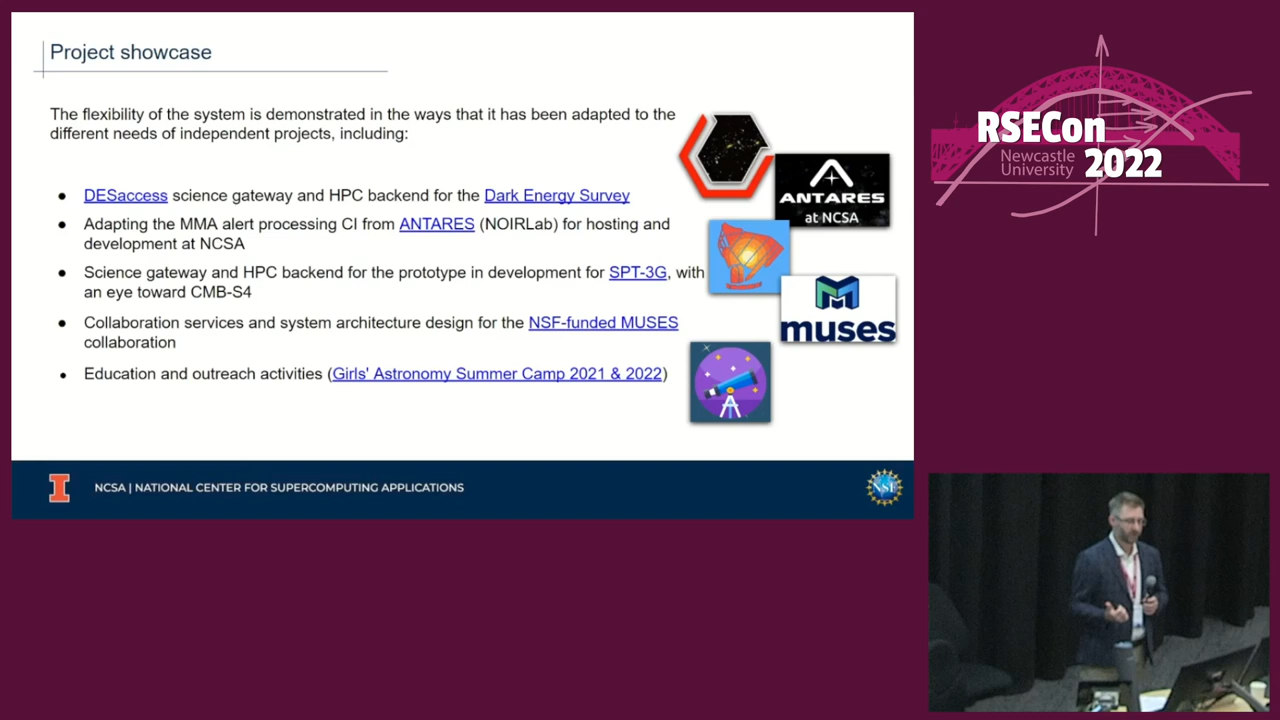 Project showcase
The flexibility of the system is demonstrated in the ways that it has been adapted to the
different needs of independent projects, including:
● DESaccess science gateway and HPC backend for the Dark Energy Survey
● Adapting the MMA alert processing CI from ANTARES (NOIRLab) for hosting and
development at NCSA
● Science gateway and HPC backend for the prototype in development for SPT-3G, with
an eye toward CMB-S4
● Collaboration services and system architecture design for the NSF-funded MUSES
collaboration
● Education and outreach activities (Girls' Astronomy Summer Camp 2021 & 2022)
ANTARES
at NCSA
muses
I
NCSA | NATIONAL CENTER FOR SUPERCOMPUTING APPLICATIONS
NSF
RSECon
Newcastle
University
2022